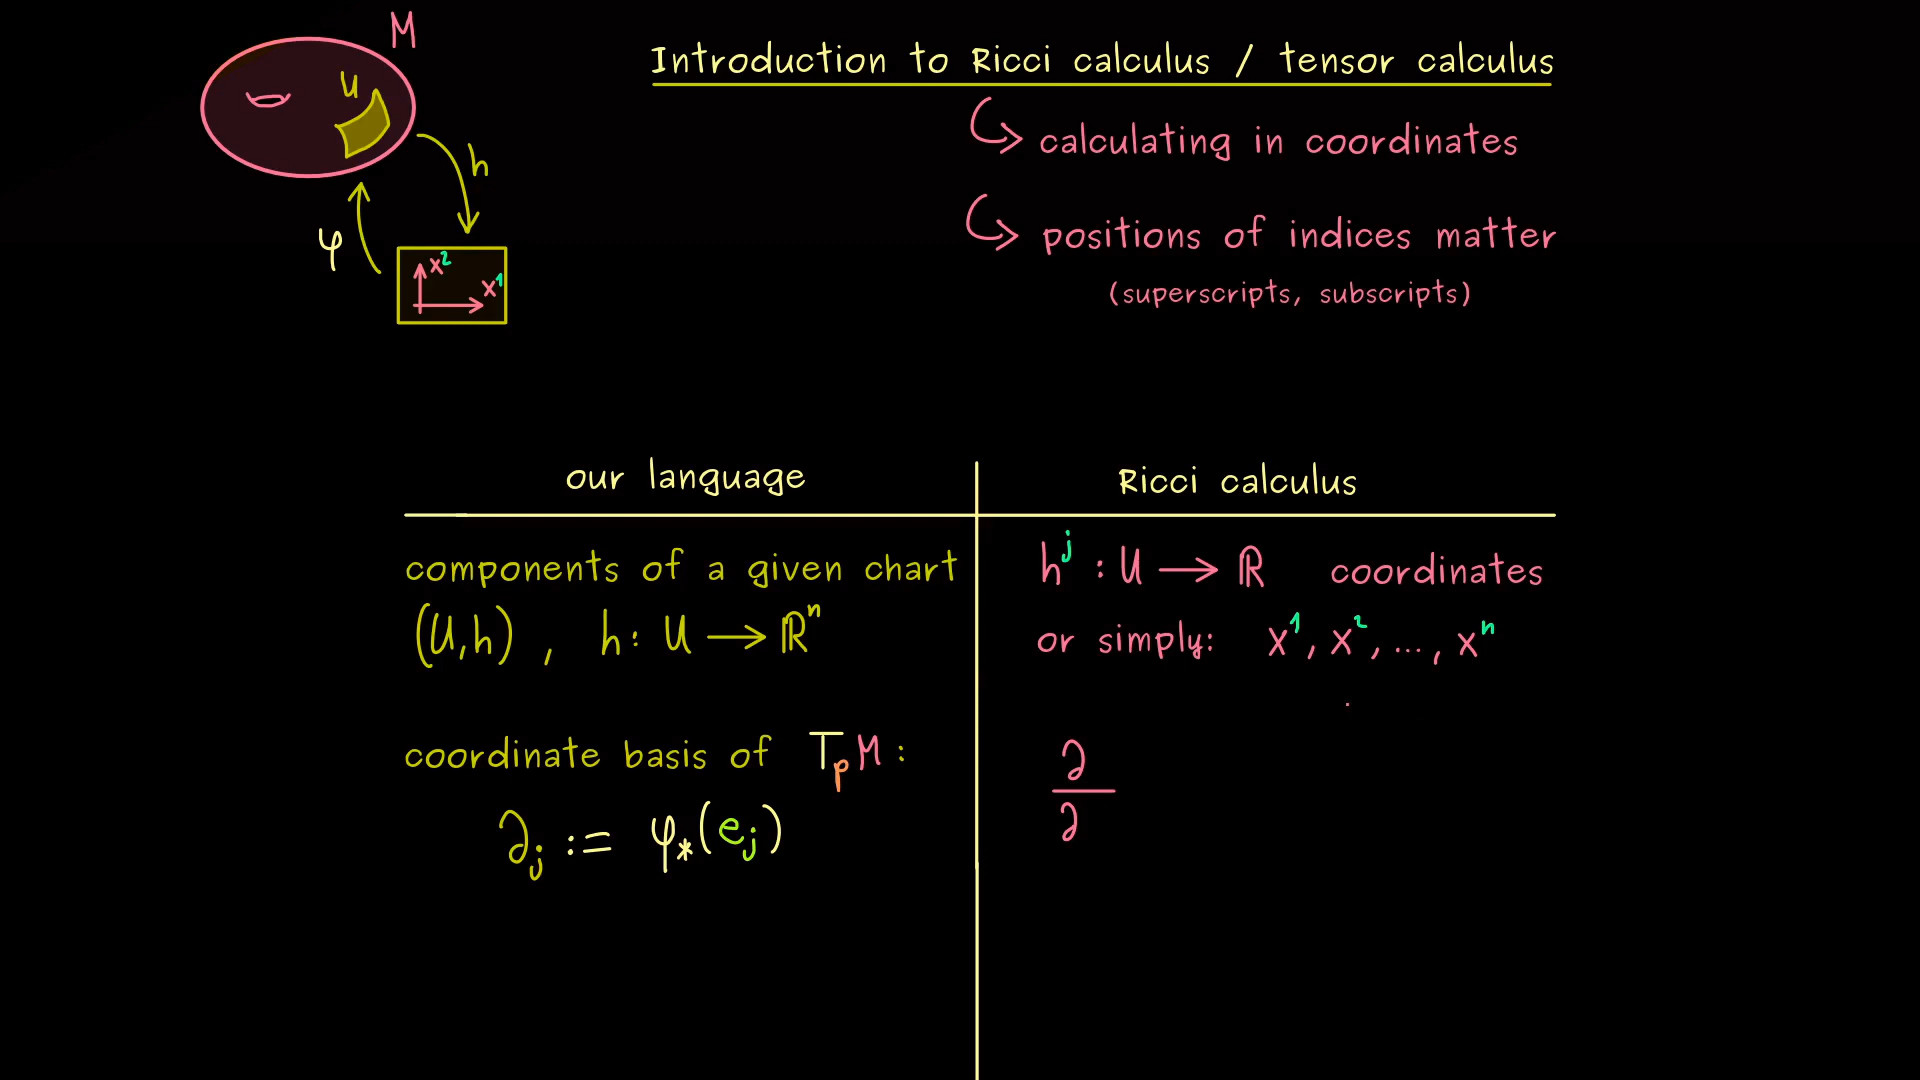 M
U
h
φ
x²
x¹
Introduction to Ricci calculus / tensor calculus
calculating in coordinates
positions of indices matter
(superscripts, subscripts)
our language
Ricci calculus
components of a given chart
(U,h) , h: U → ℝⁿ
hʲ : U → ℝ coordinates
or simply: x¹, x², ..., xⁿ
coordinate basis of TₚM :
∂ⱼ := φ⁎(eⱼ)
∂
∂